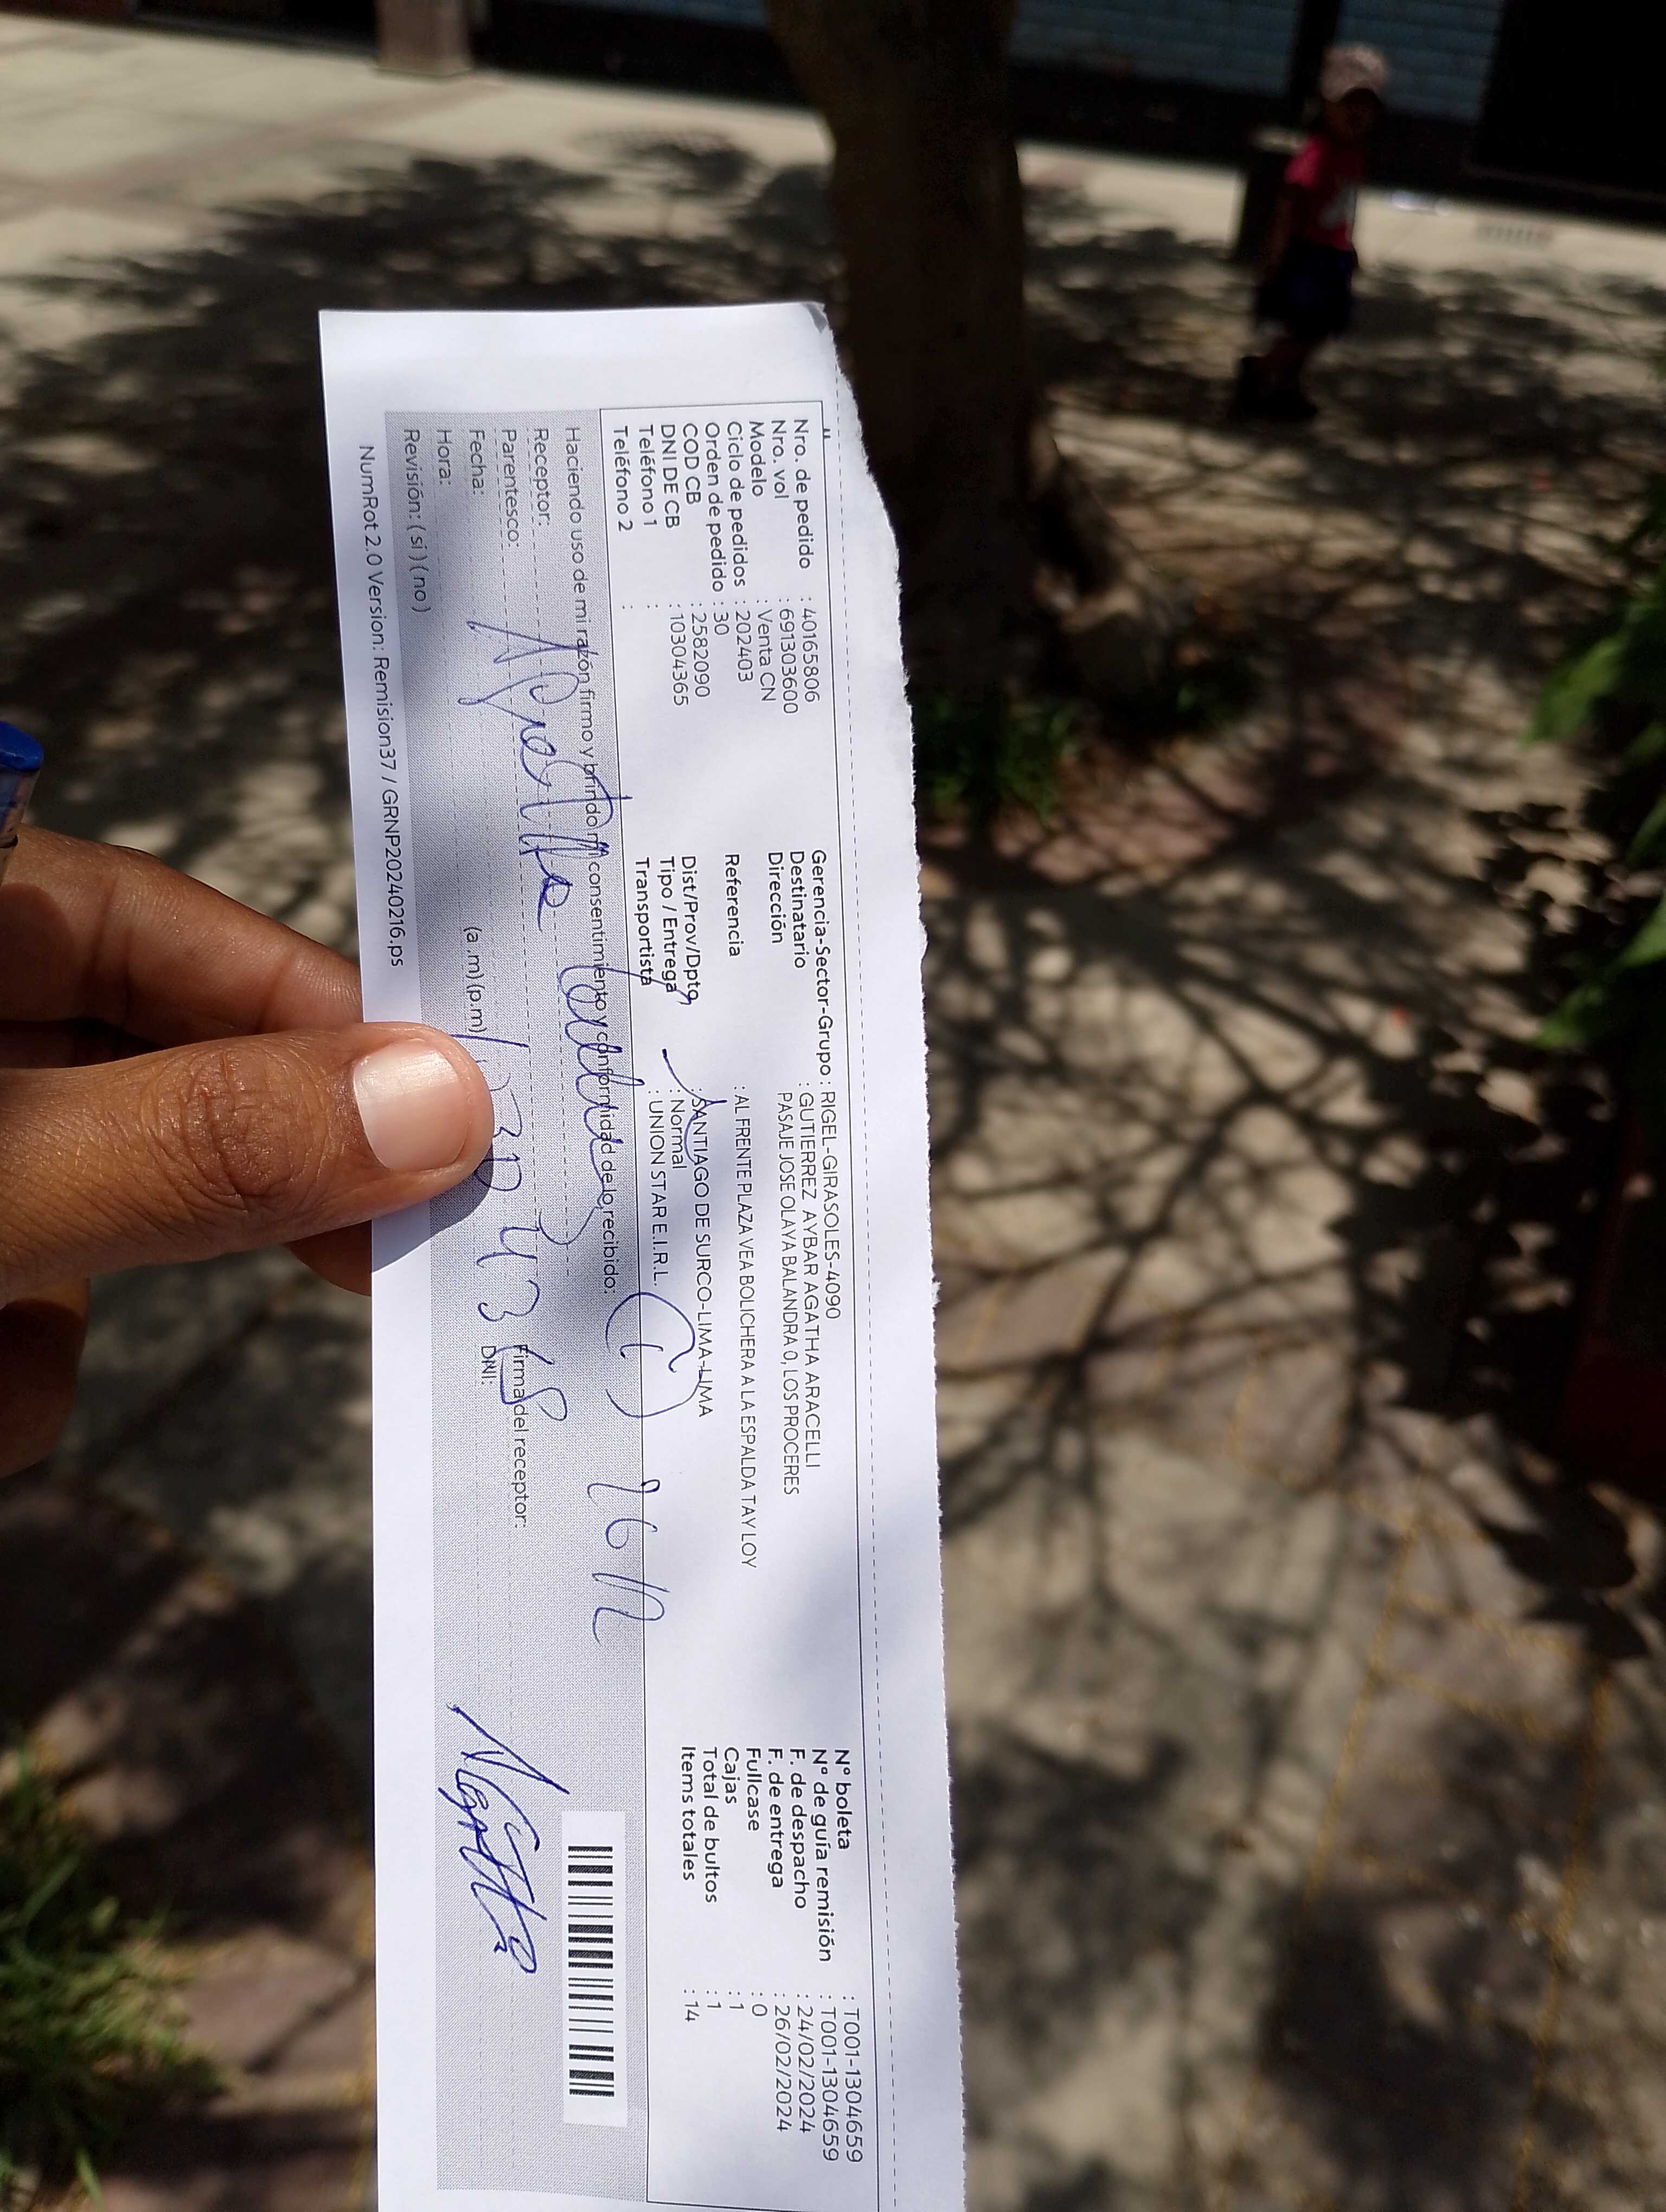 Nro. de pedido : 40165806
Nro. vol : 691303600
Modelo : Venta CN
Ciclo de pedidos : 202403
Orden de pedido : 30
COD CB : 2582090
DNI DE CB : 10304365
Teléfono 1 :
Teléfono 2 :
Gerencia-Sector-Grupo : RIGEL-GIRASOLES-4090
Destinatario : GUTIERREZ AYBAR AGATHA ARACELLI
Dirección PASAJE JOSE OLAYA BALANDRA 0, LOS PROCERES
Referencia : AL FRENTE PLAZA VEA BOLICHERA A LA ESPALDA TAY LOY
Dist/Prov/Dpto : SANTIAGO DE SURCO-LIMA-LIMA
Tipo / Entrega : Normal
Transportista : UNION STAR E.I.R.L.
N° boleta : T001-1304659
N° de guía remisión : T001-1304659
F. de despacho : 24/02/2024
F. de entrega : 26/02/2024
Fullcase : 0
Cajas : 1
Total de bultos : 1
Items totales : 14
Haciendo uso de mi razón firmo y brindo mi consentimiento y conformidad de lo recibido:
Receptor:
Parentesco:
Fecha:
Hora: (a .m) (p.m)
Revisión: ( si ) ( no )
Firma del receptor:
DNI:
NumRot 2.0 Version: Remision37 / GRNP20240216.ps